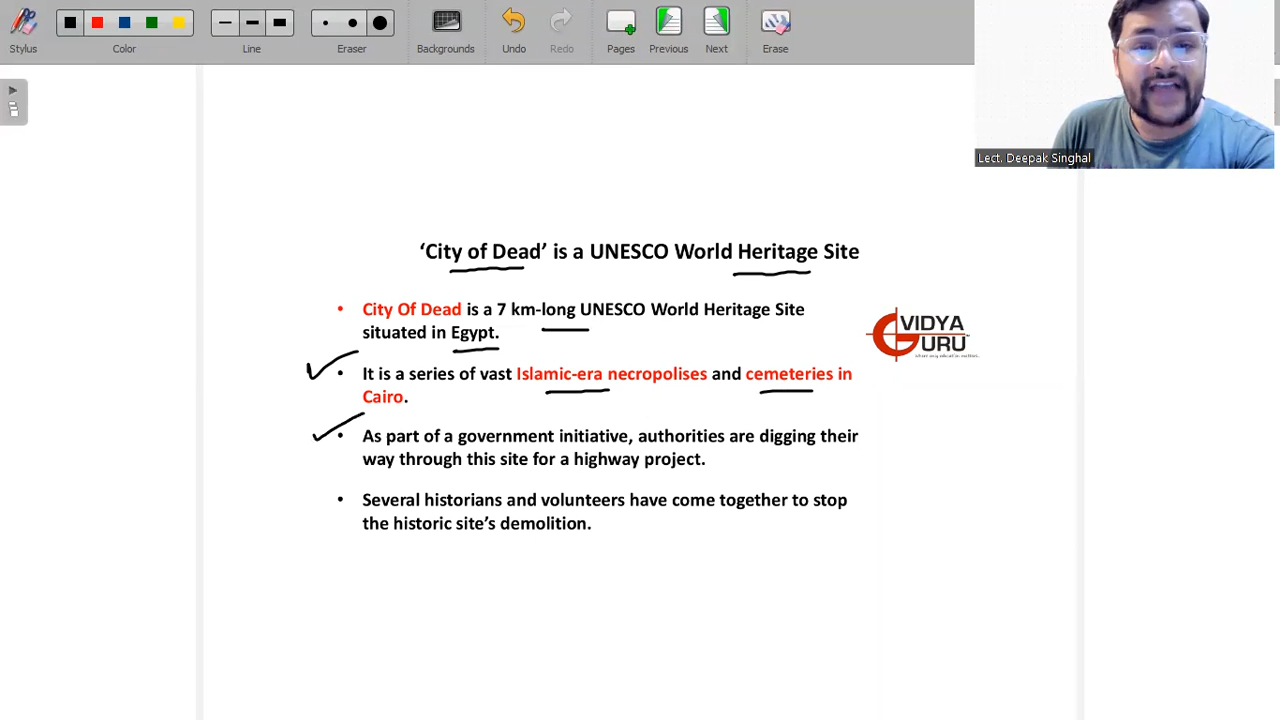 Stylus
Color
Line
Eraser
Backgrounds
Undo
Redo
Pages
Previous
Next
Erase
Lect. Deepak Singhal
‘City of Dead’ is a UNESCO World Heritage Site
• City Of Dead is a 7 km-long UNESCO World Heritage Site
situated in Egypt.
• It is a series of vast Islamic-era necropolises and cemeteries in
Cairo.
• As part of a government initiative, authorities are digging their
way through this site for a highway project.
• Several historians and volunteers have come together to stop
the historic site’s demolition.
VIDYA
GURU